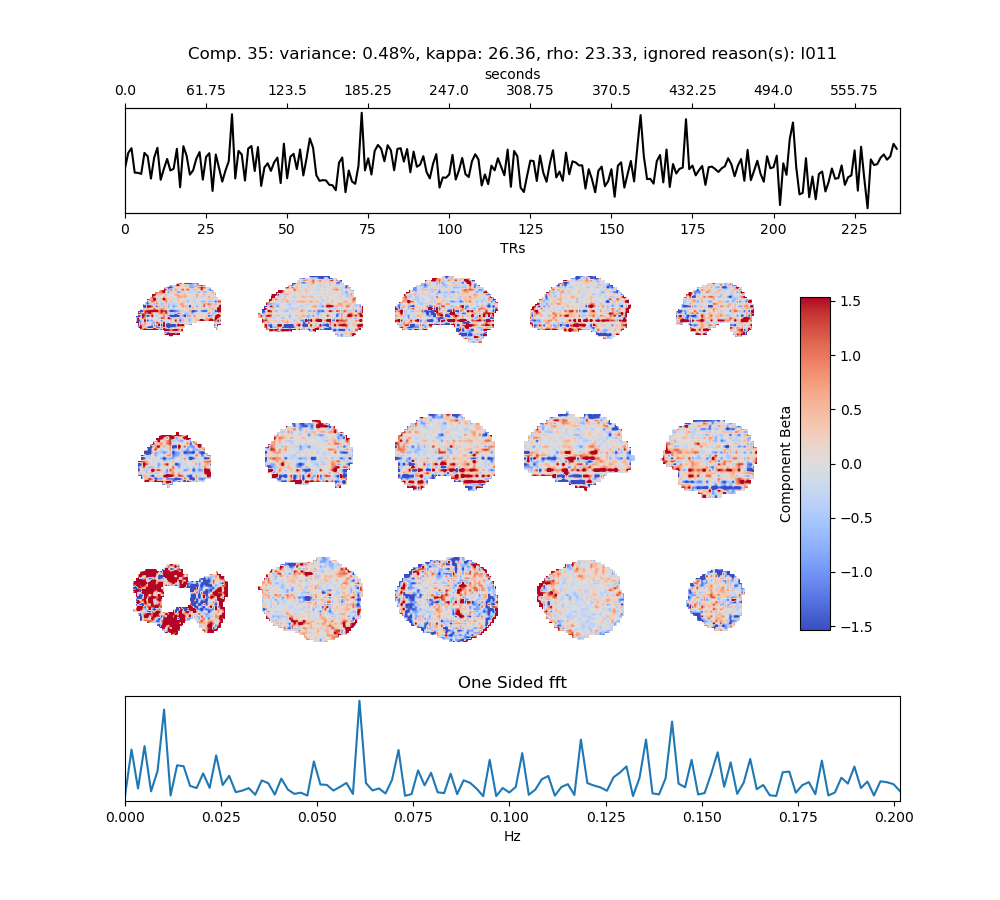 Comp. 35: variance: 0.48%, kappa: 26.36, rho: 23.33, ignored reason(s): I011
seconds
0.0 61.75 123.5 185.25 247.0 308.75 370.5 432.25 494.0 555.75
0 25 50 75 100 125 150 175 200 225
TRs
1.5
1.0
0.5
0.0
−0.5
−1.0
−1.5
Component Beta
One Sided fft
0.000 0.025 0.050 0.075 0.100 0.125 0.150 0.175 0.200
Hz